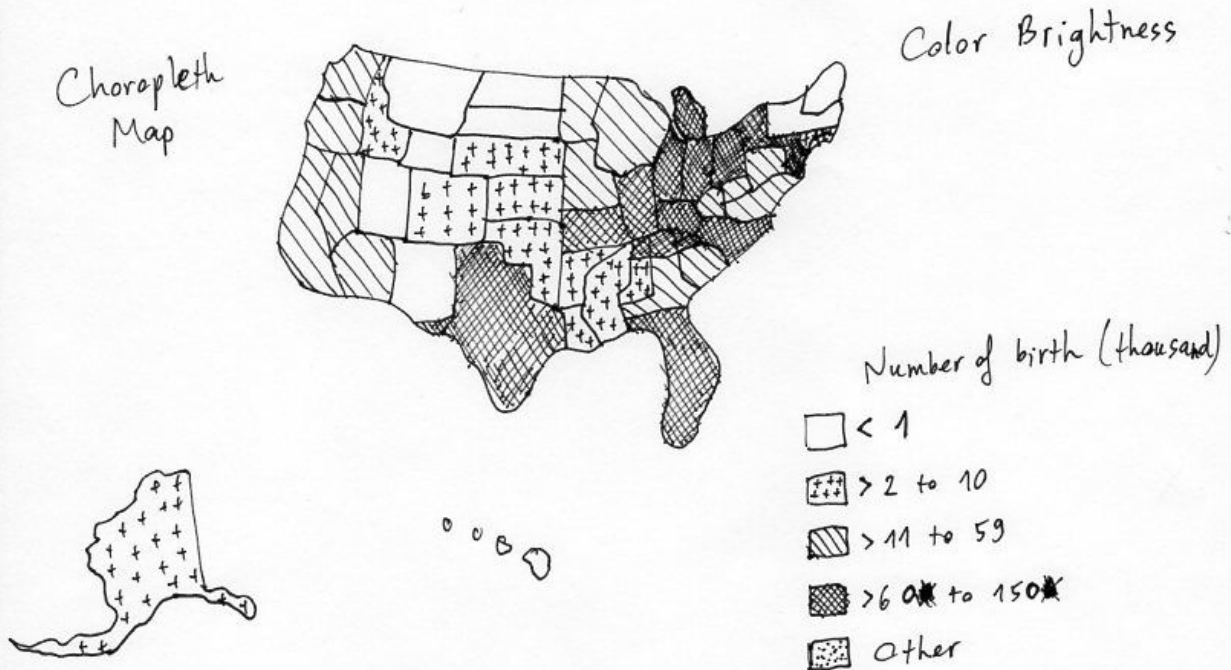 Choropleth
Map
Color Brightness
Number of birth (thousand)
< 1
> 2 to 10
> 11 to 59
> 60 to 150
Other